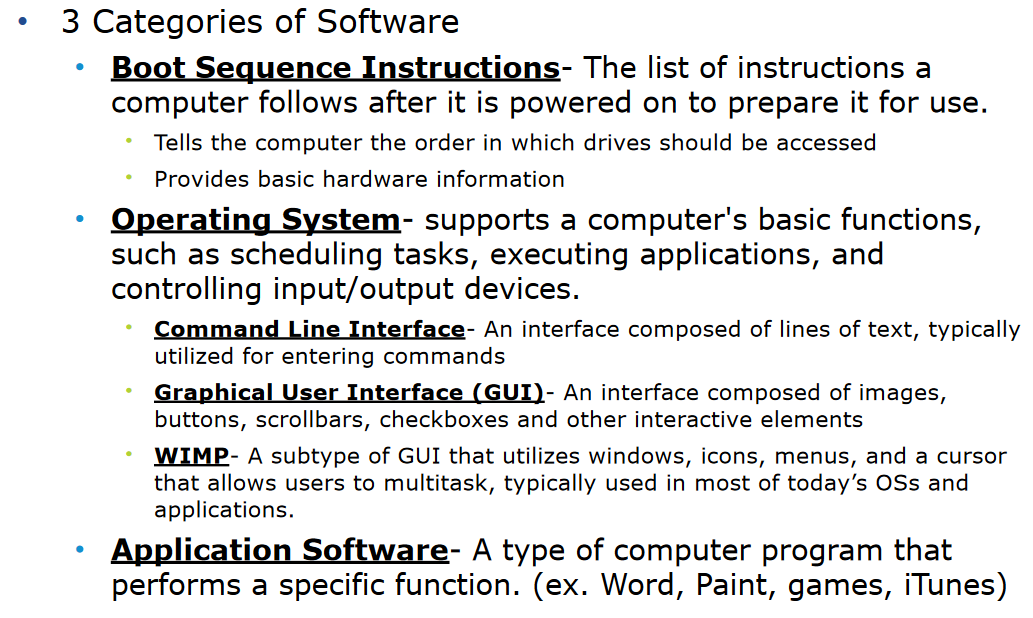 • 3 Categories of Software
• Boot Sequence Instructions- The list of instructions a
computer follows after it is powered on to prepare it for use.
• Tells the computer the order in which drives should be accessed
• Provides basic hardware information
• Operating System- supports a computer's basic functions,
such as scheduling tasks, executing applications, and
controlling input/output devices.
• Command Line Interface- An interface composed of lines of text, typically
utilized for entering commands
• Graphical User Interface (GUI)- An interface composed of images,
buttons, scrollbars, checkboxes and other interactive elements
• WIMP- A subtype of GUI that utilizes windows, icons, menus, and a cursor
that allows users to multitask, typically used in most of today’s OSs and
applications.
• Application Software- A type of computer program that
performs a specific function. (ex. Word, Paint, games, iTunes)